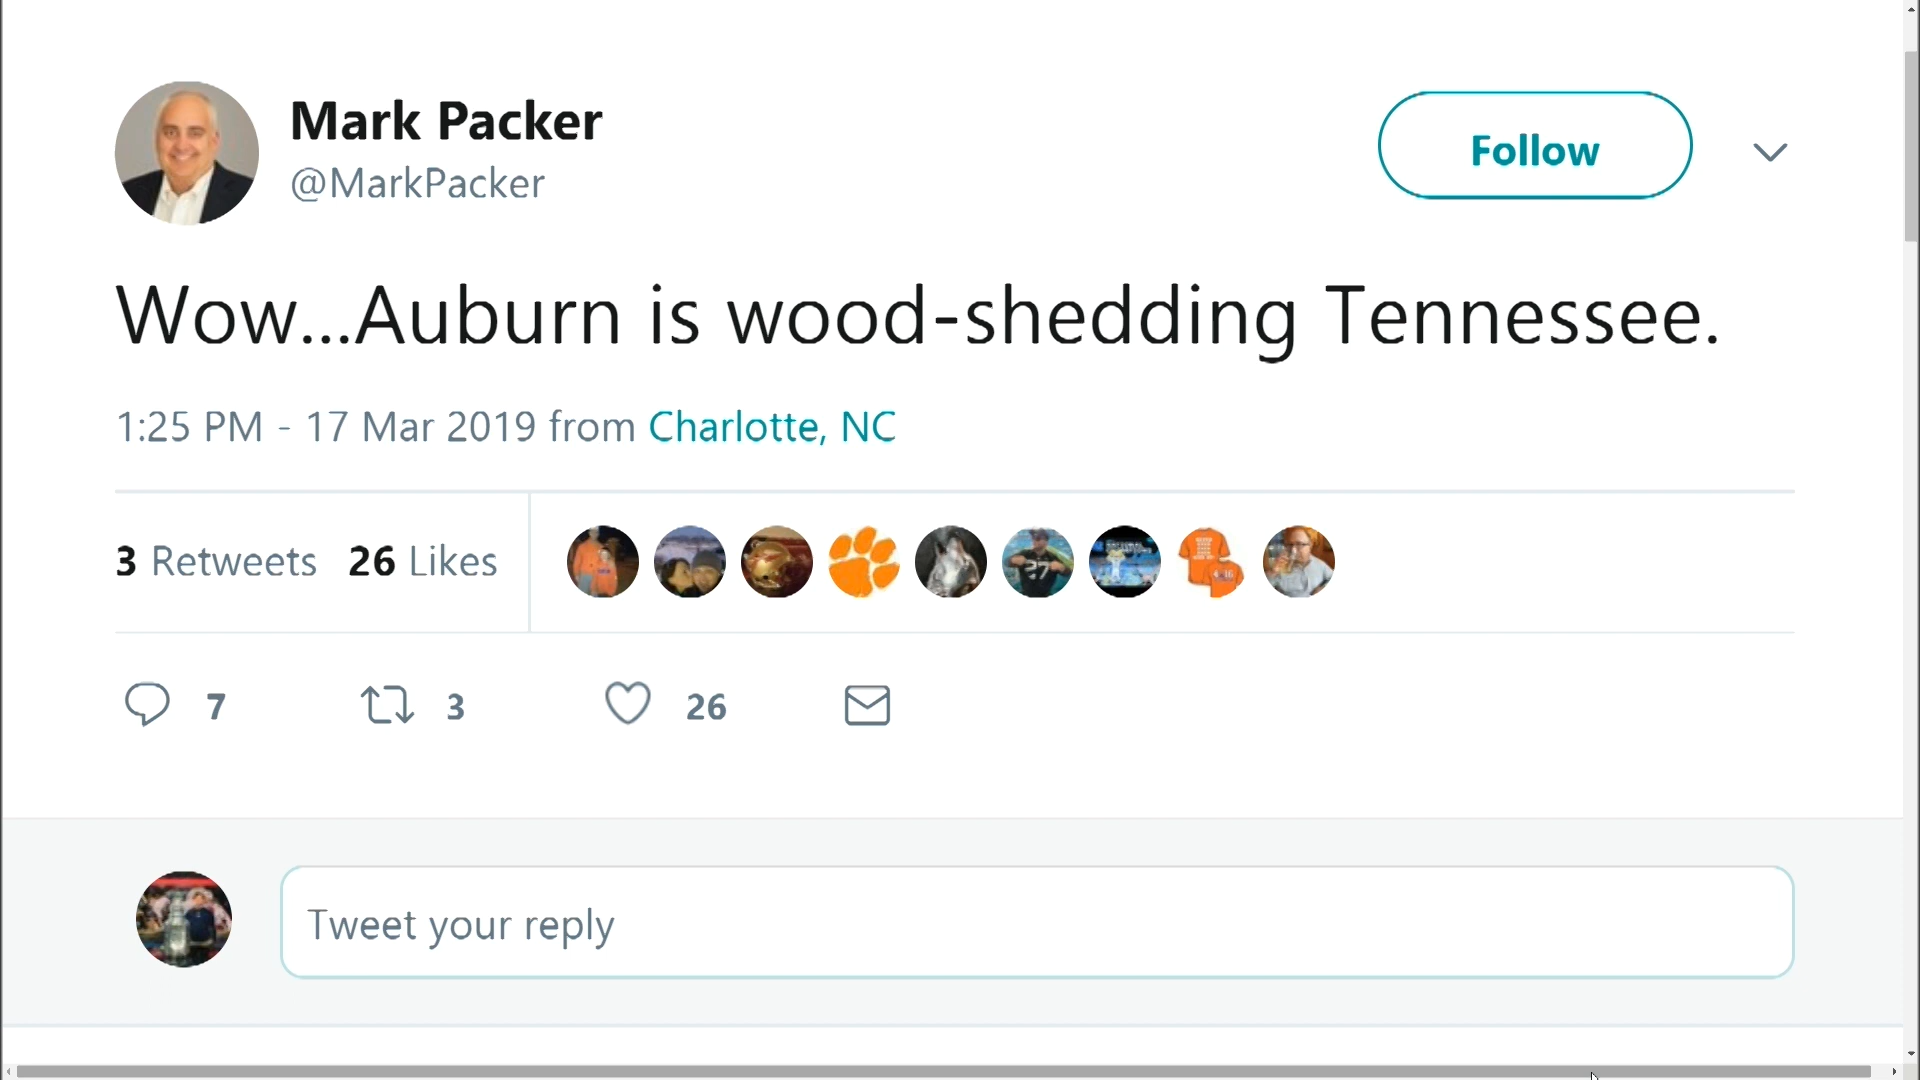 Mark Packer
@MarkPacker
Follow
Wow...Auburn is wood-shedding Tennessee.
1:25 PM - 17 Mar 2019 from Charlotte, NC
3 Retweets 26 Likes
7 3 26
Tweet your reply